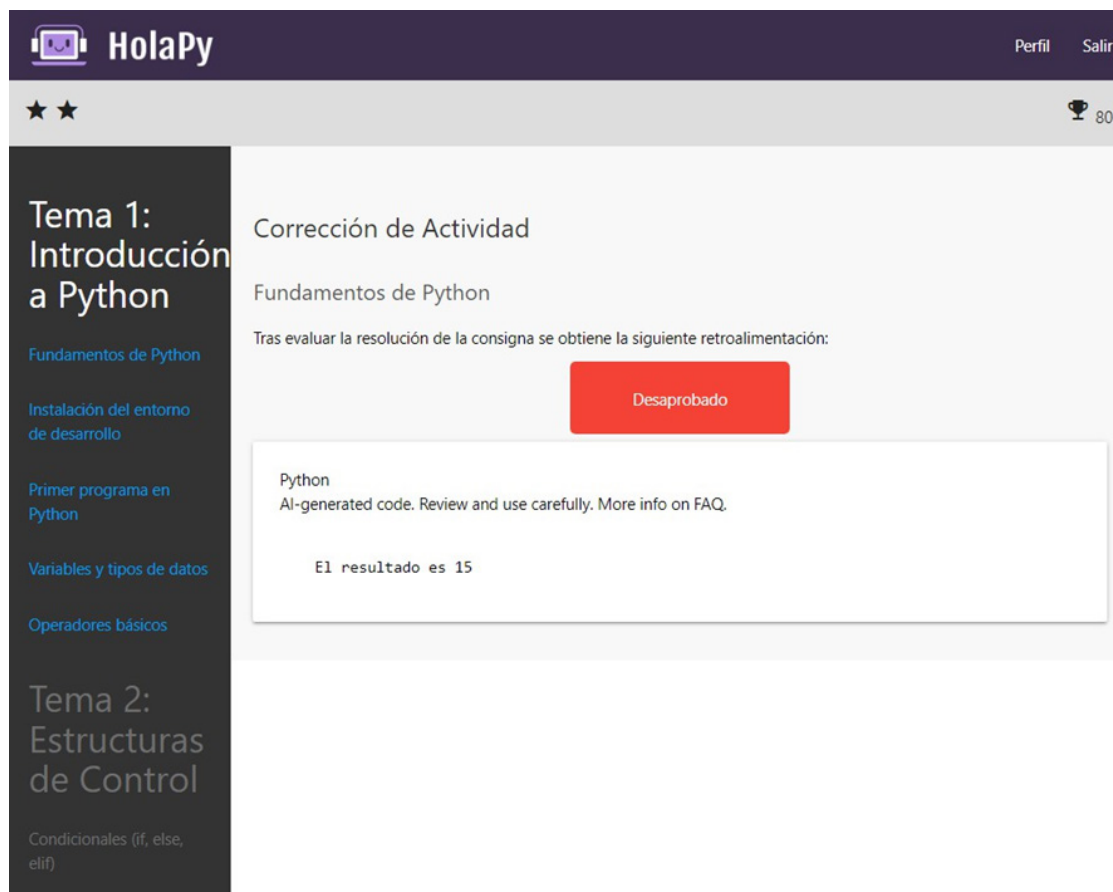 HolaPy
Perfil
Salir
80
Tema 1:
Introducción
a Python
Fundamentos de Python
Instalación del entorno
de desarrollo
Primer programa en
Python
Variables y tipos de datos
Operadores básicos
Tema 2:
Estructuras
de Control
Condicionales (if, else,
elif)
Corrección de Actividad
Fundamentos de Python
Tras evaluar la resolución de la consigna se obtiene la siguiente retroalimentación:
Desaprobado
Python
AI-generated code. Review and use carefully. More info on FAQ.
El resultado es 15